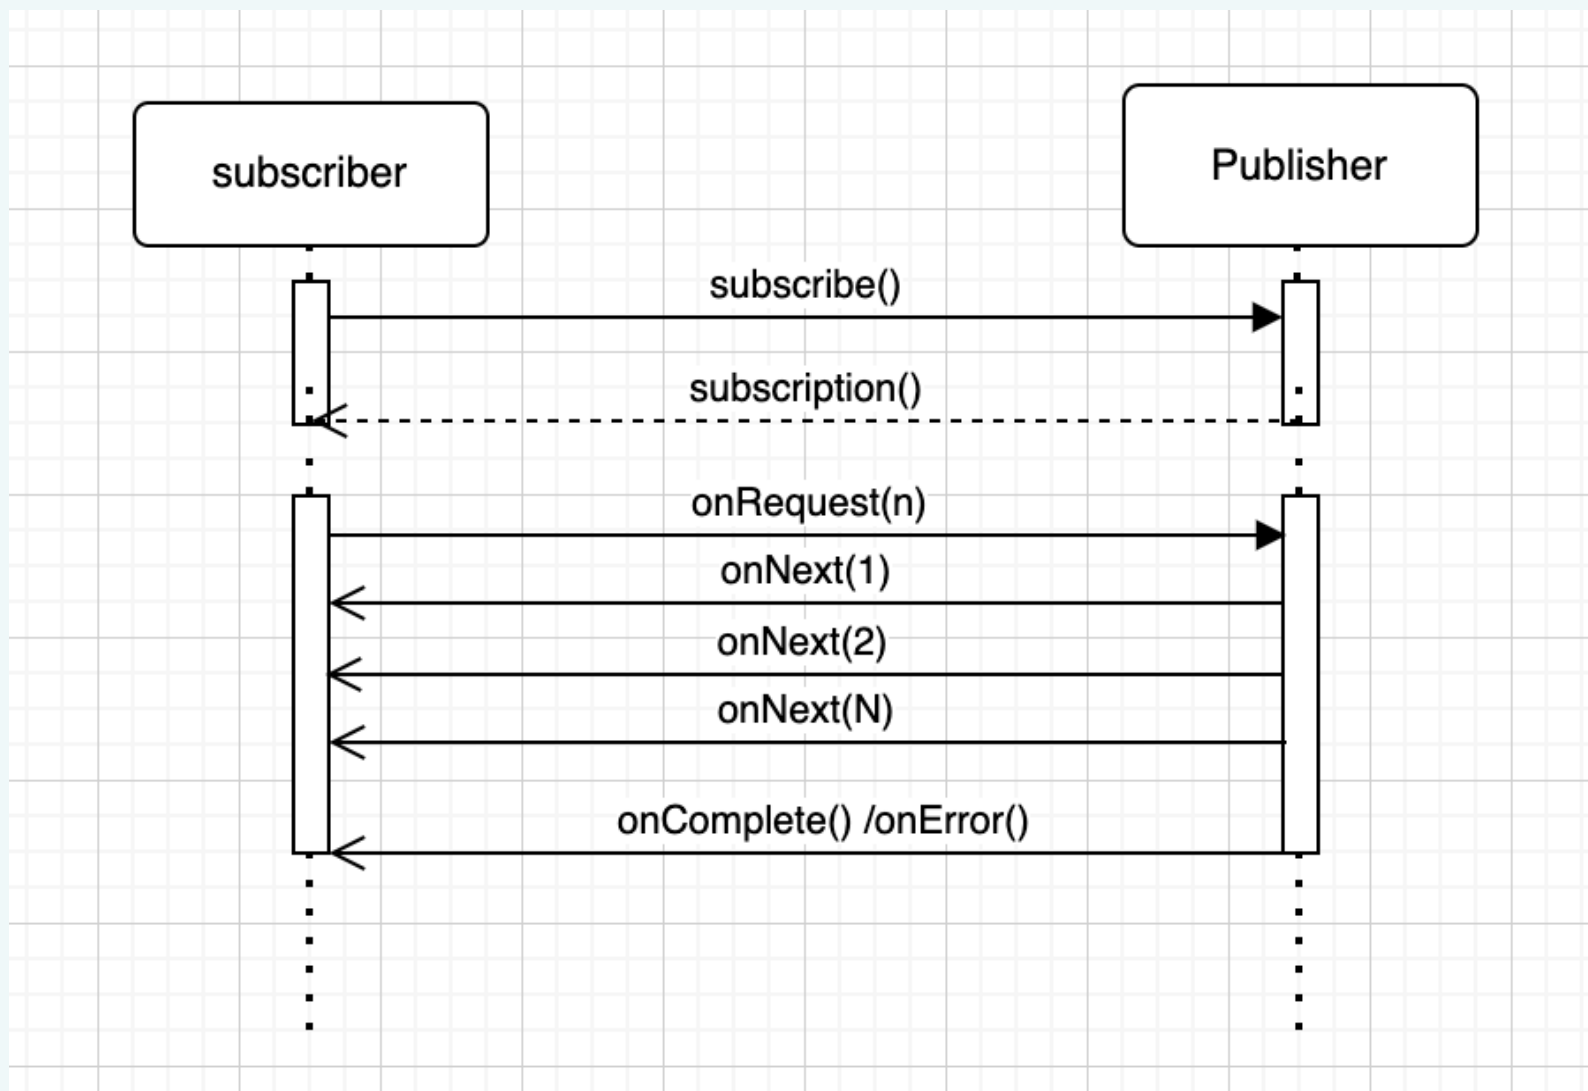 subscriber
Publisher
subscribe()
subscription()
onRequest(n)
onNext(1)
onNext(2)
onNext(N)
onComplete() /onError()